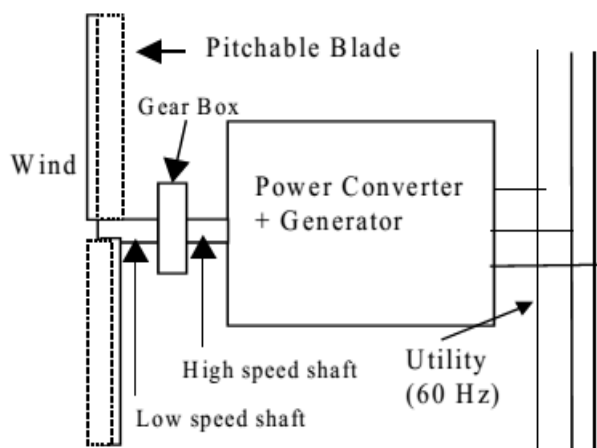 Pitchable Blade
Gear Box
Wind
Power Converter
+ Generator
High speed shaft
Low speed shaft
Utility
(60 Hz)